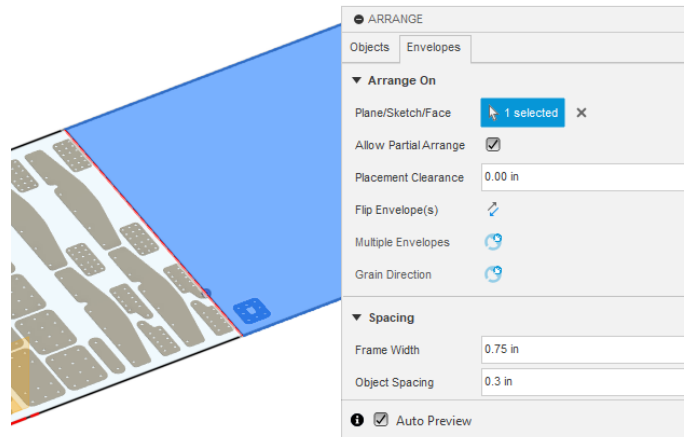 ARRANGE
Objects Envelopes
Arrange On
Plane/Sketch/Face 1 selected
Allow Partial Arrange
Placement Clearance 0.00 in
Flip Envelope(s)
Multiple Envelopes
Grain Direction
Spacing
Frame Width 0.75 in
Object Spacing 0.3 in
Auto Preview